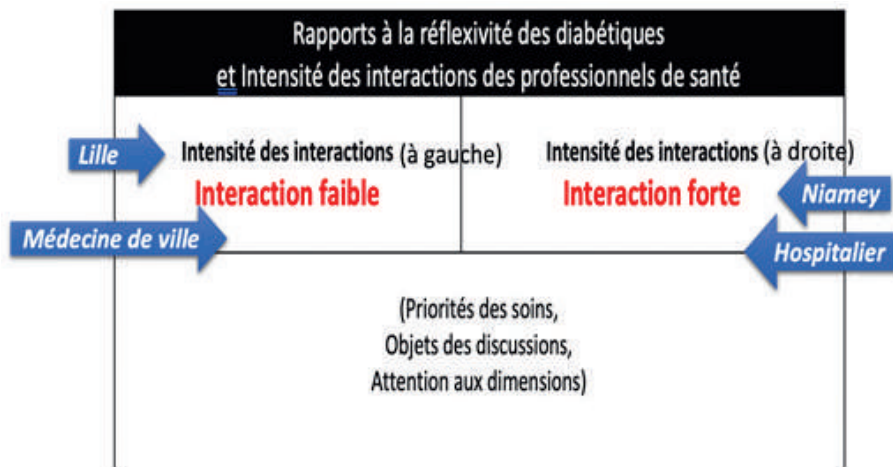 Rapports à la réflexivité des diabétiques
et Intensité des interactions des professionnels de santé
Lille
Intensité des interactions (à gauche)
Interaction faible
Médecine de ville
Intensité des interactions (à droite)
Interaction forte
Niamey
Hospitalier
(Priorités des soins,
Objets des discussions,
Attention aux dimensions)